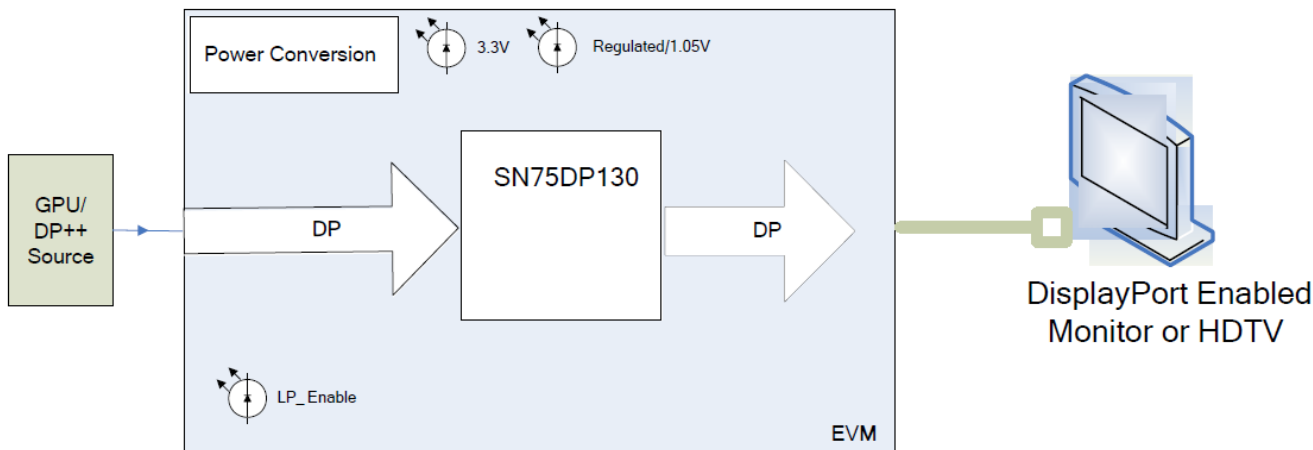 Power Conversion
3.3V
Regulated/1.05V
SN75DP130
GPU/
DP++
Source
DP
DP
DisplayPort Enabled
Monitor or HDTV
LP_Enable
EVM